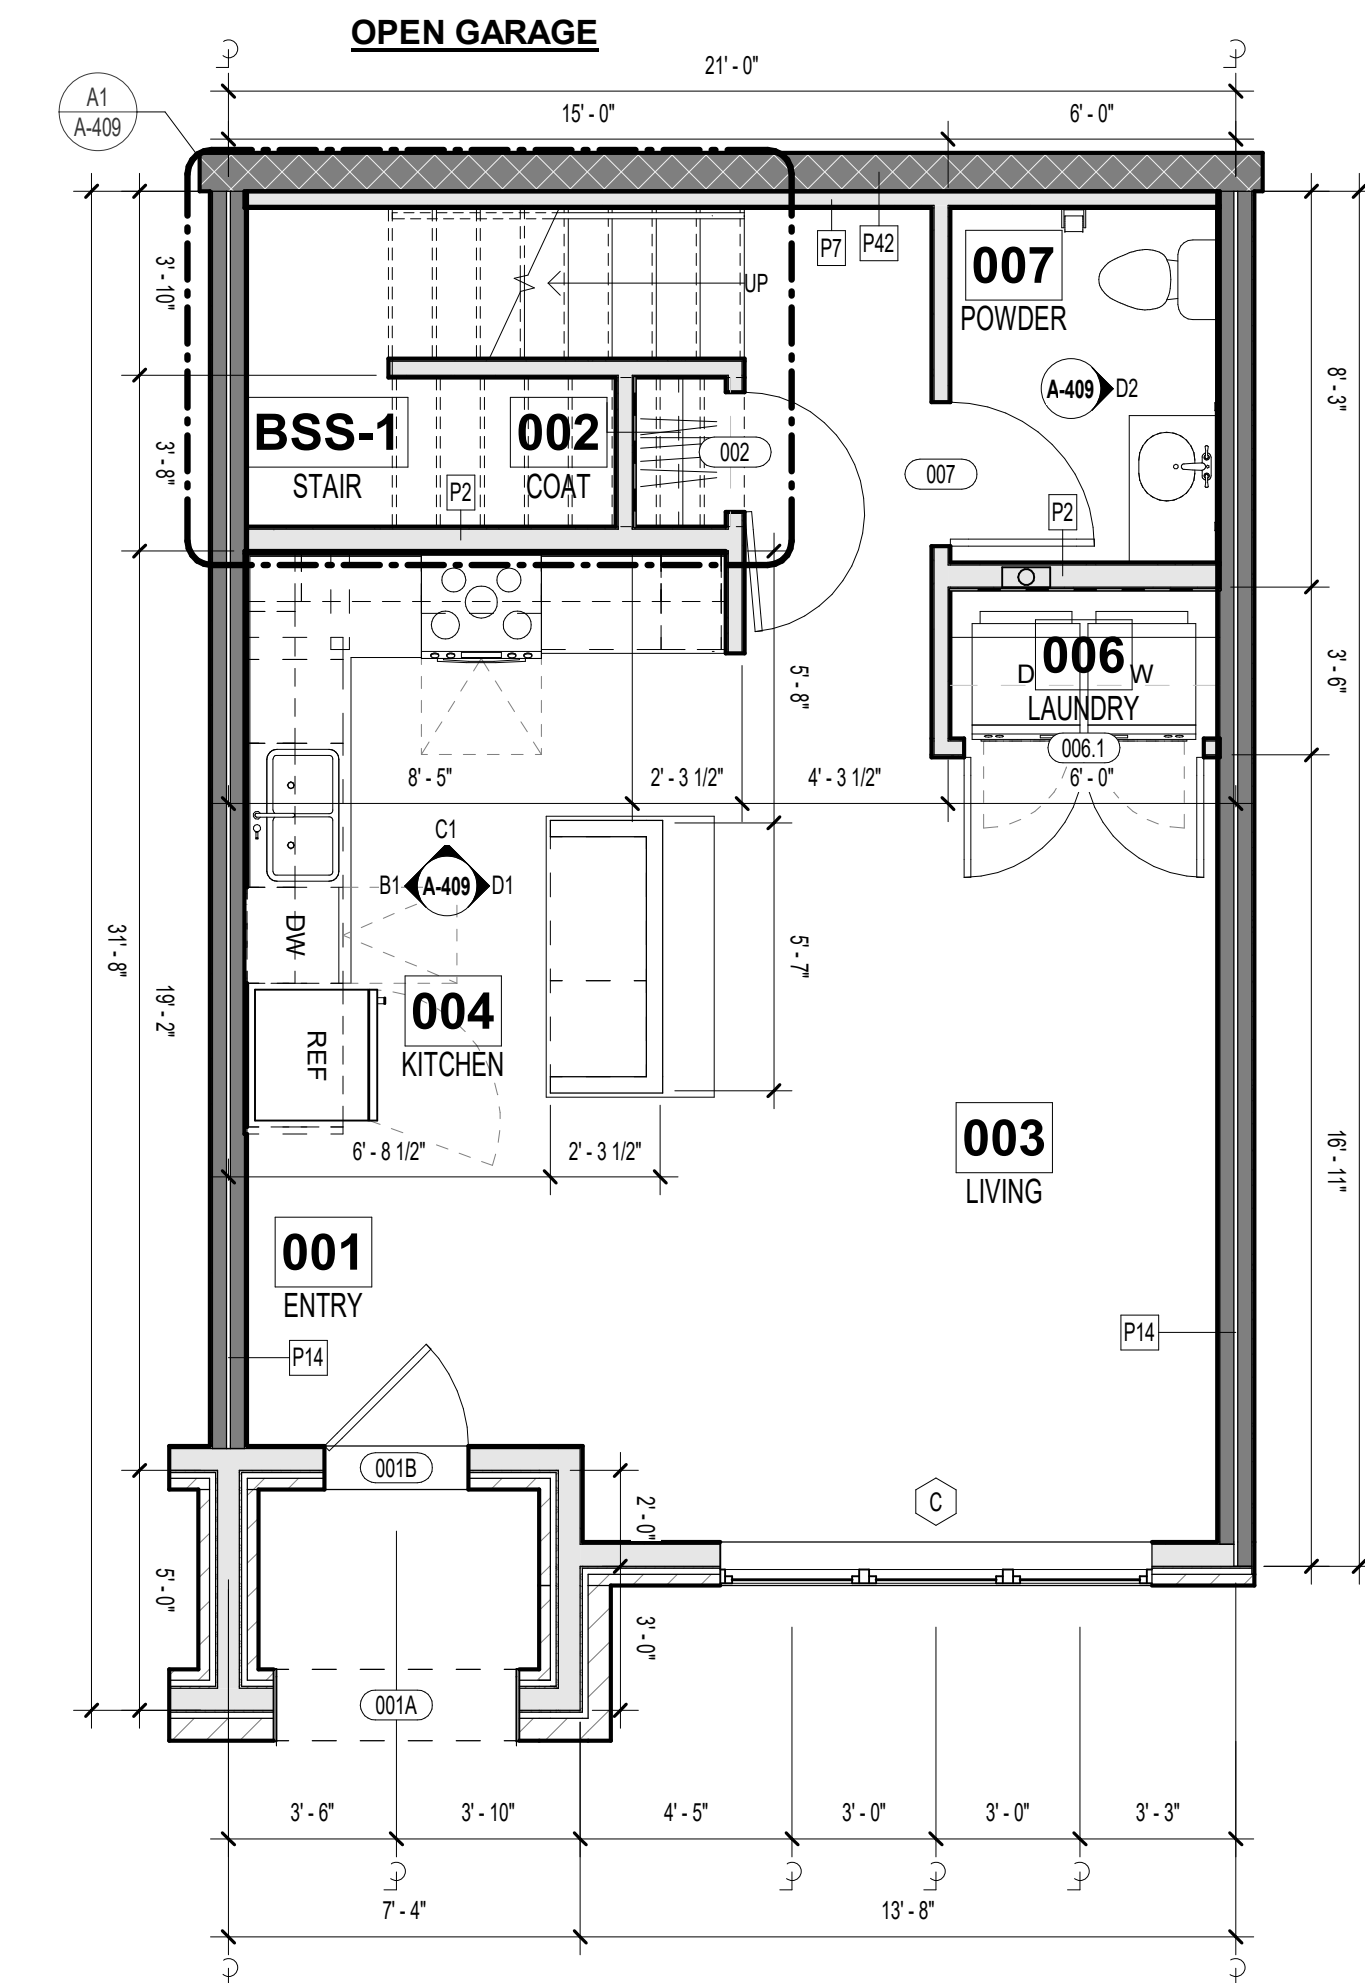 OPEN GARAGE
21' - 0"
A1
A-409
15' - 0"
6' - 0"
3' - 10"
UP
P7
P42
007
POWDER
8' - 3"
A-409
D2
BSS-1
STAIR
002
COAT
002
007
3' - 8"
P2
P2
5' - 8"
D
006
W
LAUNDRY
3' - 6"
006.1
8' - 5"
2' - 3 1/2"
4' - 3 1/2"
6' - 0"
C1
B1
A-409
D1
DW
31' - 8"
19' - 2"
5' - 7"
004
KITCHEN
REF
003
LIVING
16' - 11"
6' - 8 1/2"
2' - 3 1/2"
001
ENTRY
P14
P14
001B
C
2' - 0"
5' - 0"
3' - 0"
001A
3' - 6"
3' - 10"
4' - 5"
3' - 0"
3' - 0"
3' - 3"
7' - 4"
13' - 8"